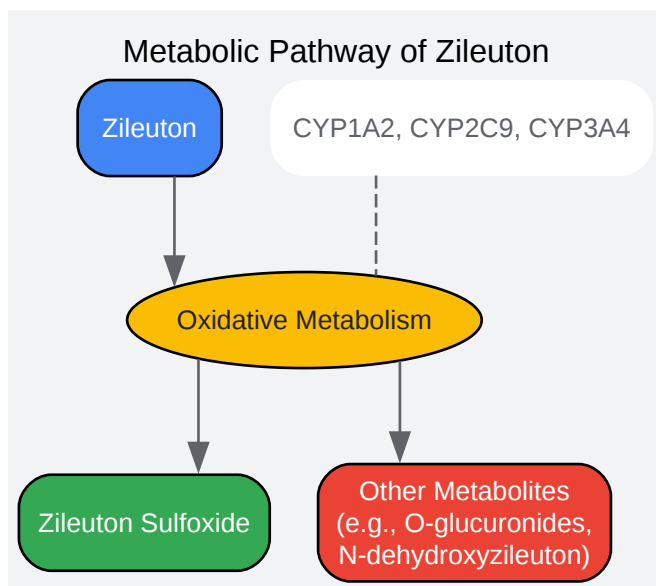 Metabolic Pathway of Zileuton
Zileuton
CYP1A2, CYP2C9, CYP3A4
Oxidative Metabolism
Zileuton Sulfoxide
Other Metabolites
(e.g., O-glucuronides,
N-dehydroxyzileuton)